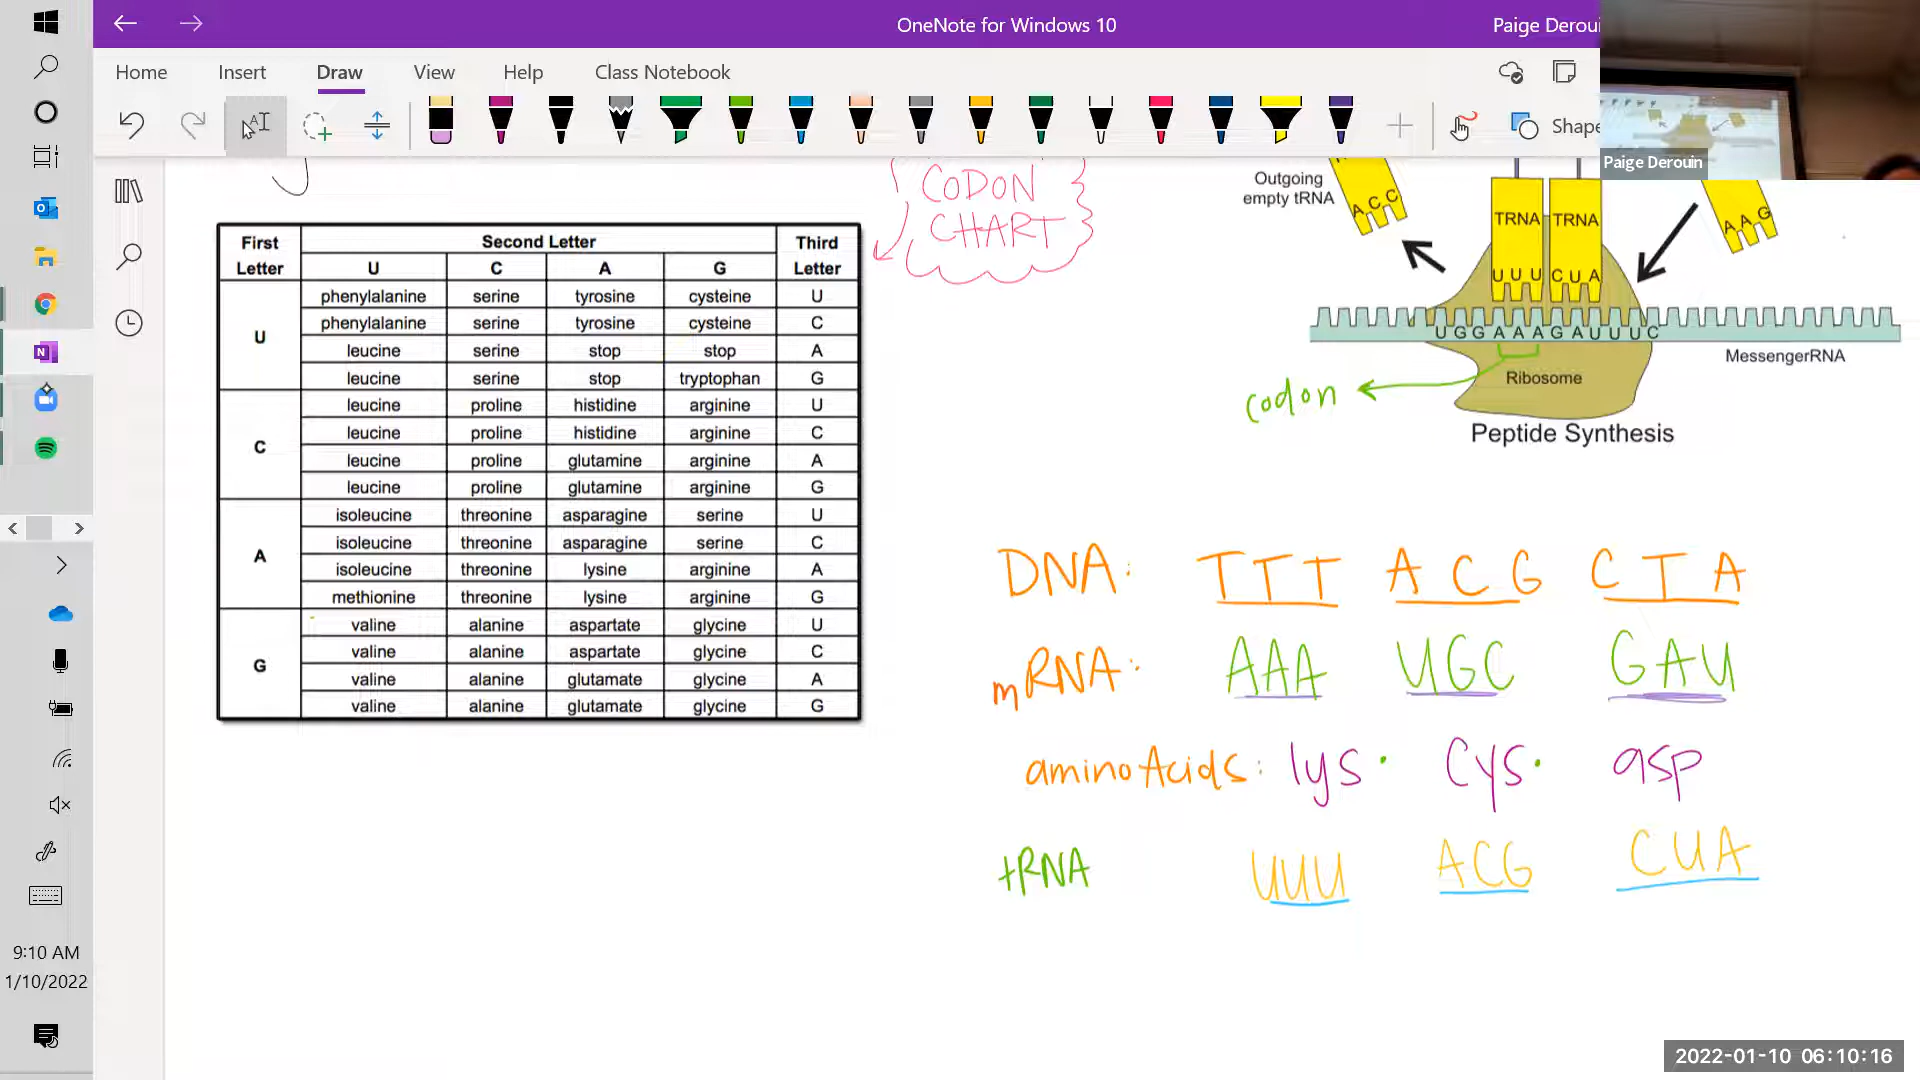 OneNote for Windows 10
Paige Deroui
Home Insert Draw View Help Class Notebook
Shape
Paige Derouin
CODON
CHART
First Letter Second Letter Third Letter
U C A G
U phenylalanine serine tyrosine cysteine U
phenylalanine serine tyrosine cysteine C
leucine serine stop stop A
leucine serine stop tryptophan G
C leucine proline histidine arginine U
leucine proline histidine arginine C
leucine proline glutamine arginine A
leucine proline glutamine arginine G
A isoleucine threonine asparagine serine U
isoleucine threonine asparagine serine C
isoleucine threonine lysine arginine A
methionine threonine lysine arginine G
G valine alanine aspartate glycine U
valine alanine aspartate glycine C
valine alanine glutamate glycine A
valine alanine glutamate glycine G
Outgoing
empty tRNA
A C C
TRNA TRNA
A A G
U U U C U A
U G G A A A G A U U U C
MessengerRNA
Ribosome
codon
Peptide Synthesis
DNA: TTT ACG CTA
mRNA: AAA UGC GAU
amino Acids: lys · Cys · asp
tRNA UUU ACG CUA
9:10 AM
1/10/2022
2022-01-10 06:10:16